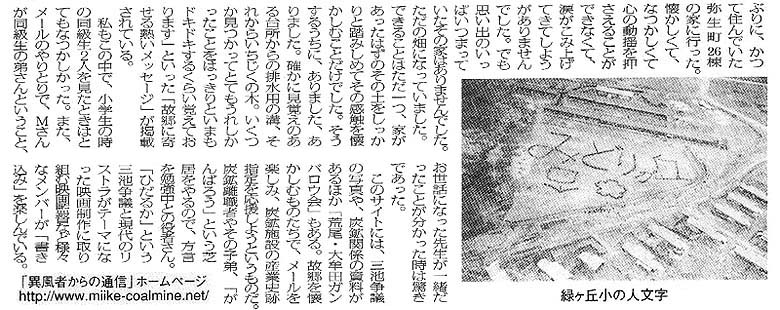 ぶりに、かつ
て住んでいた
弥生町26棟
の家に行った。
懐かしくて、
なつかしくて
心の動揺を押
さえることが
できなくて、
涙がこみ上げ
てきてしょう
がありません
でした。でも
思い出のいっ
ぱいつまって
いたその家はありませんでした。
ただの畑になっていました。
できることはただ一つ、家が
あったはずのその土をしっか
りと踏みしめてその感触を懐
かしむことだけでした。そう
するうちに、ありました、あ
りました。確かに見覚えのあ
る台所からの排水用の溝、そ
れからいちじくの木。いくつ
か見つかってとてもうれしか
ったことをはっきりといまも
ドキドキするくらい覚えてお
ります」といった「故郷に寄
せる熱いメッセージ」が掲載
されている。
私もこの中で、小学生の時
の同級生2人を見たときはと
てもなつかしかった。また、
メールのやりとりで、Mさん
が同級生の弟さんということ、
みどり
緑ヶ丘小の人文字
お世話になった先生が一緒だ
ったことが分かった時は驚き
であった。
このサイトには、三池争議
の写真や、炭鉱関係の資料が
あるほか「荒尾・大牟田ガン
バロウ会」もある。故郷を懐
かしむものたちで、メールを
楽しみ、炭鉱施設の産業史跡
指定を応援しようというものだ。
炭鉱離職者やその子弟、「が
んばろう」という芝
居をやるので、方言
を勉強中との役者さん。
「ひだるか」という
三池争議と現代のリ
ストラがテーマにな
った映画制作に取り
組む映画監督や様々
なメンバーが「書き
込み」を楽しんでいる。
「異風者からの通信」ホームページ
http://www.miike-coalmine.net/